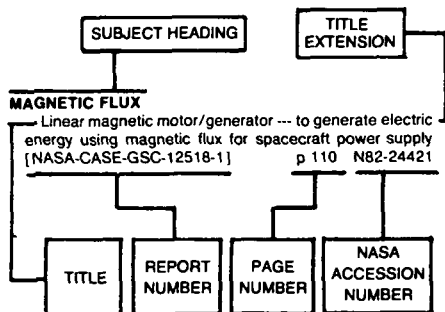 SUBJECT HEADING
TITLE
EXTENSION
MAGNETIC FLUX
Linear magnetic motor/generator --- to generate electric
energy using magnetic flux for spacecraft power supply
[NASA-CASE-GSC-12518-1] p 110 N82-24421
TITLE
REPORT
NUMBER
PAGE
NUMBER
NASA
ACCESSION
NUMBER